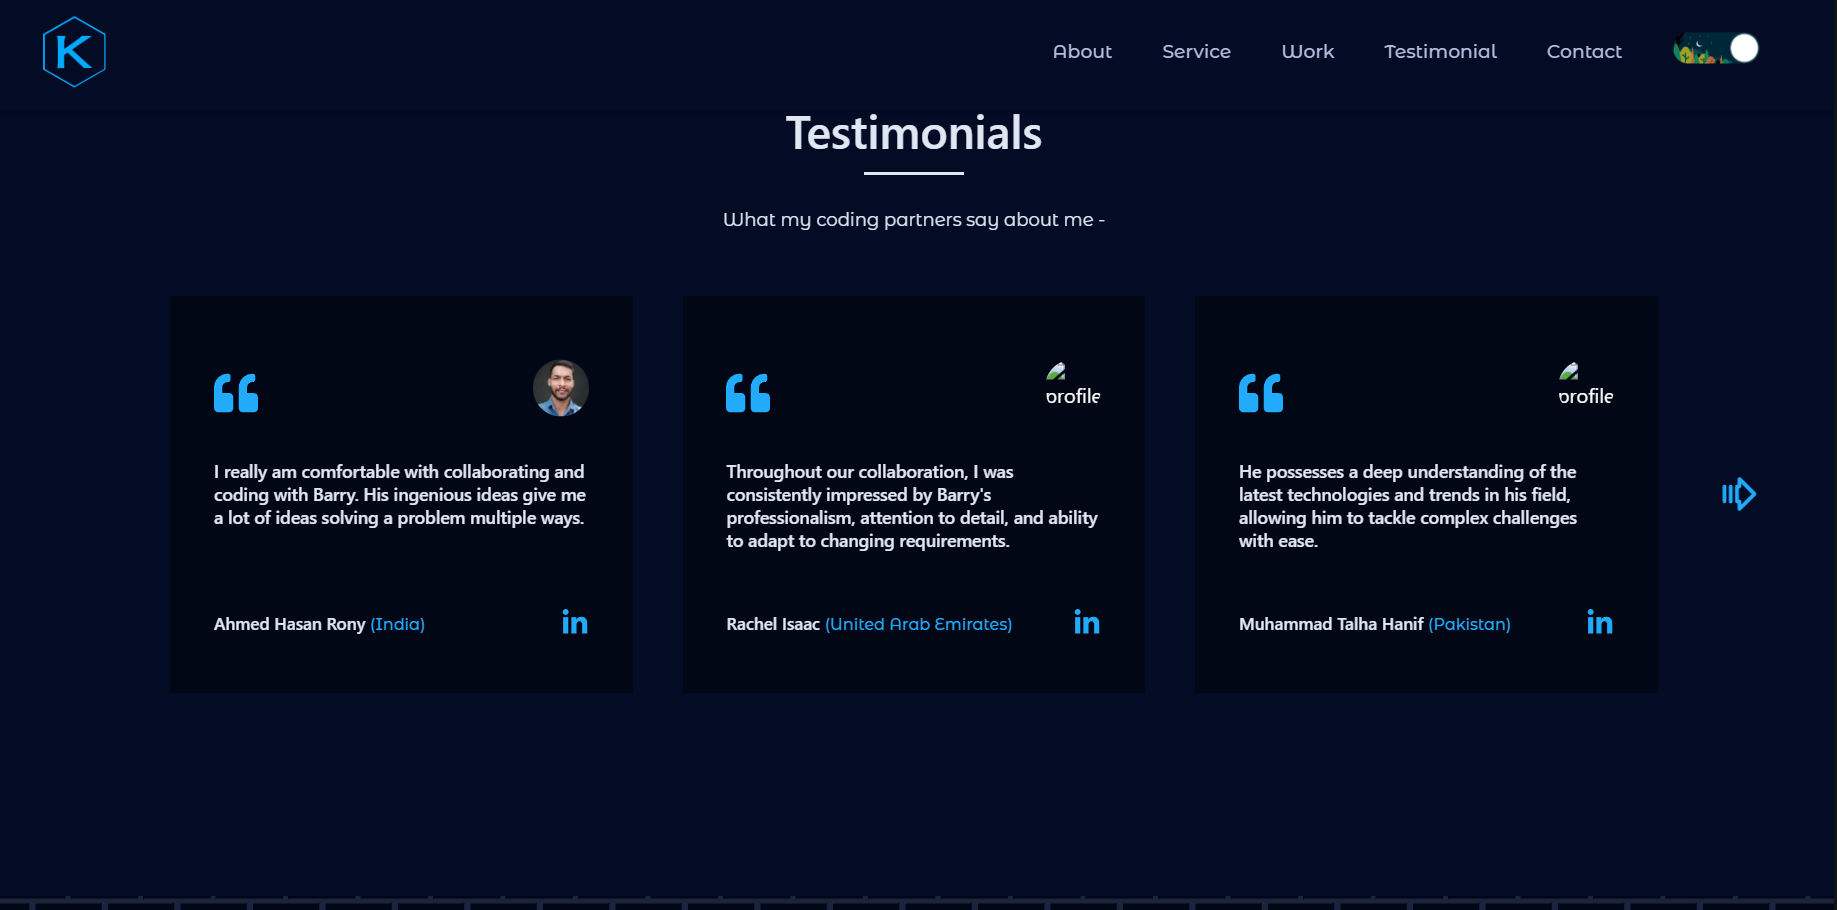 K
About Service Work Testimonial Contact
Testimonials
What my coding partners say about me -
profile
profile
I really am comfortable with collaborating and
coding with Barry. His ingenious ideas give me
a lot of ideas solving a problem multiple ways.
Ahmed Hasan Rony (India)
in
Throughout our collaboration, I was
consistently impressed by Barry's
professionalism, attention to detail, and ability
to adapt to changing requirements.
Rachel Isaac (United Arab Emirates)
in
He possesses a deep understanding of the
latest technologies and trends in his field,
allowing him to tackle complex challenges
with ease.
Muhammad Talha Hanif (Pakistan)
in